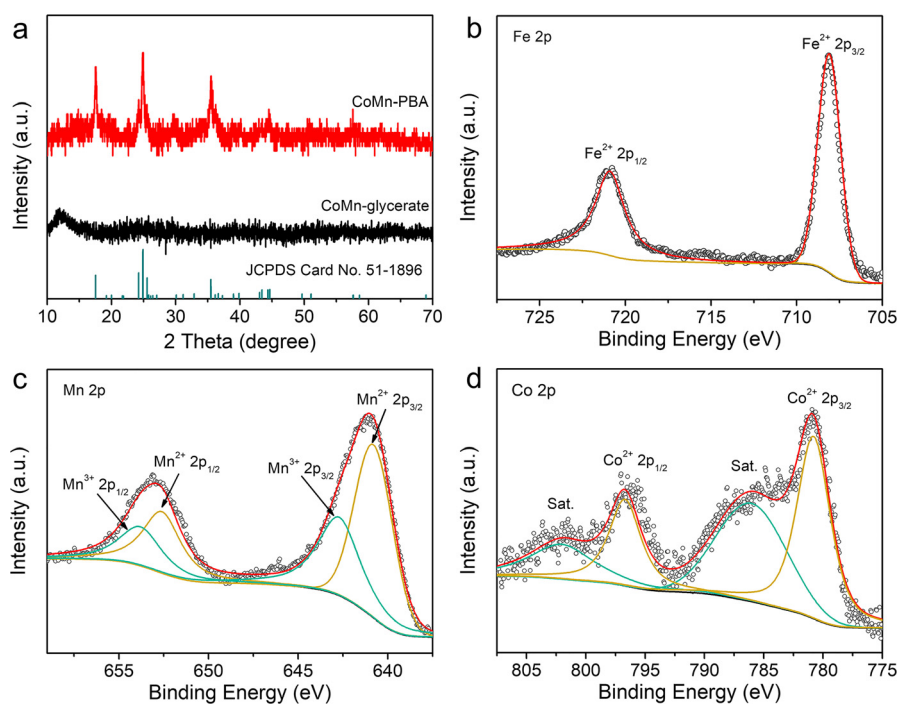 a
CoMn-PBA
CoMn-glycerate
JCPDS Card No. 51-1896
Intensity (a.u.)
10 20 30 40 50 60 70
2 Theta (degree)
b
Fe 2p
Fe²⁺ 2p₃/₂
Fe²⁺ 2p₁/₂
Intensity (a.u.)
725 720 715 710 705
Binding Energy (eV)
c
Mn 2p
Mn²⁺ 2p₃/₂
Mn³⁺ 2p₃/₂
Mn²⁺ 2p₁/₂
Mn³⁺ 2p₁/₂
Intensity (a.u.)
655 650 645 640
Binding Energy (eV)
d
Co 2p
Co²⁺ 2p₃/₂
Sat.
Co²⁺ 2p₁/₂
Sat.
Intensity (a.u.)
805 800 795 790 785 780 775
Binding Energy (eV)